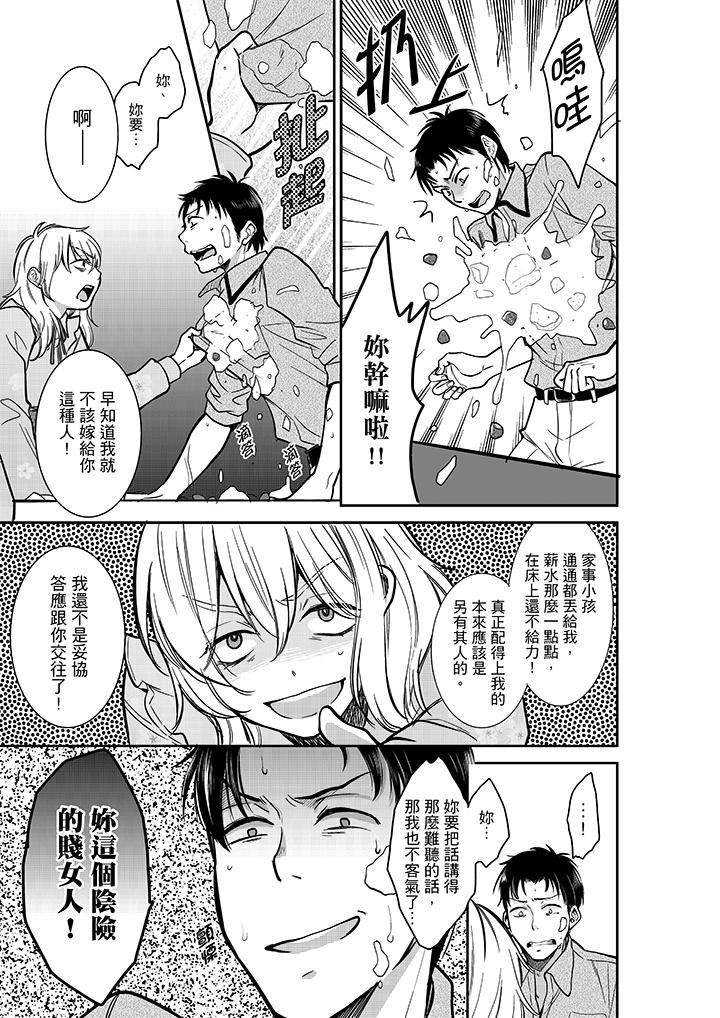 嗚哇
扔上
妳幹嘛啦!!
扯起
妳、
妳要…
啊——
滴答
滴答
早知道我就
不該嫁給你
這種人！
家事小孩
通通都丟給我，
薪水那麼一點點，
在床上還不給力！
真正配得上我的
本來應該是
另有其人的。
我還不是妥協
答應跟你交往了！
…！
妳…
妳要把話講得
那麼難聽的話，
那我也不客氣了…
顫慄
妳這個陰險
的賤女人！